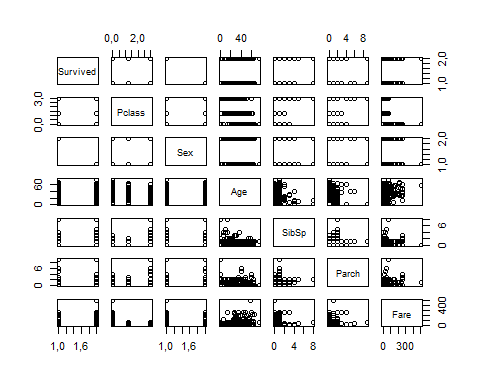 0,0 2,0 0 40 0 2 4 6 8
Survived 1,0 2,0
0,0 3,0 Pclass
Sex 1,0 2,0
0 60 Age
SibSp 0 6
0 6 Parch
Fare 0 400
1,0 1,6 1,0 1,6 0 4 8 0 300